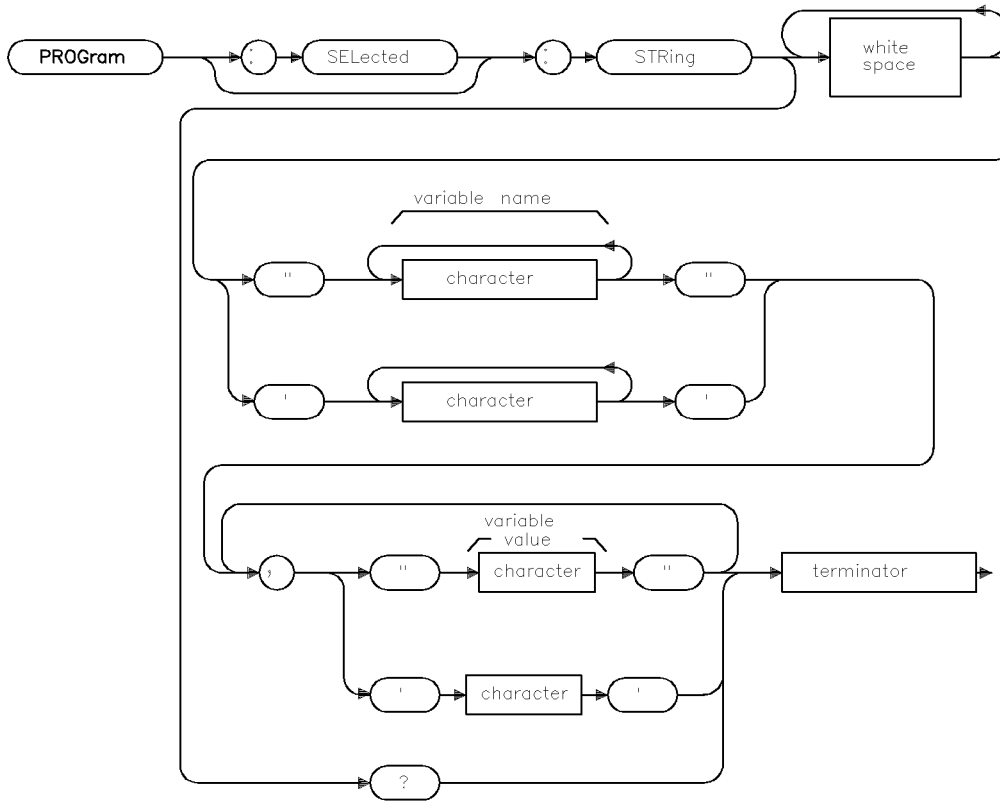 PROGram : SELected : STRing white
space
variable name
" character "
' character '
variable
value
, " character " terminator
' character '
?